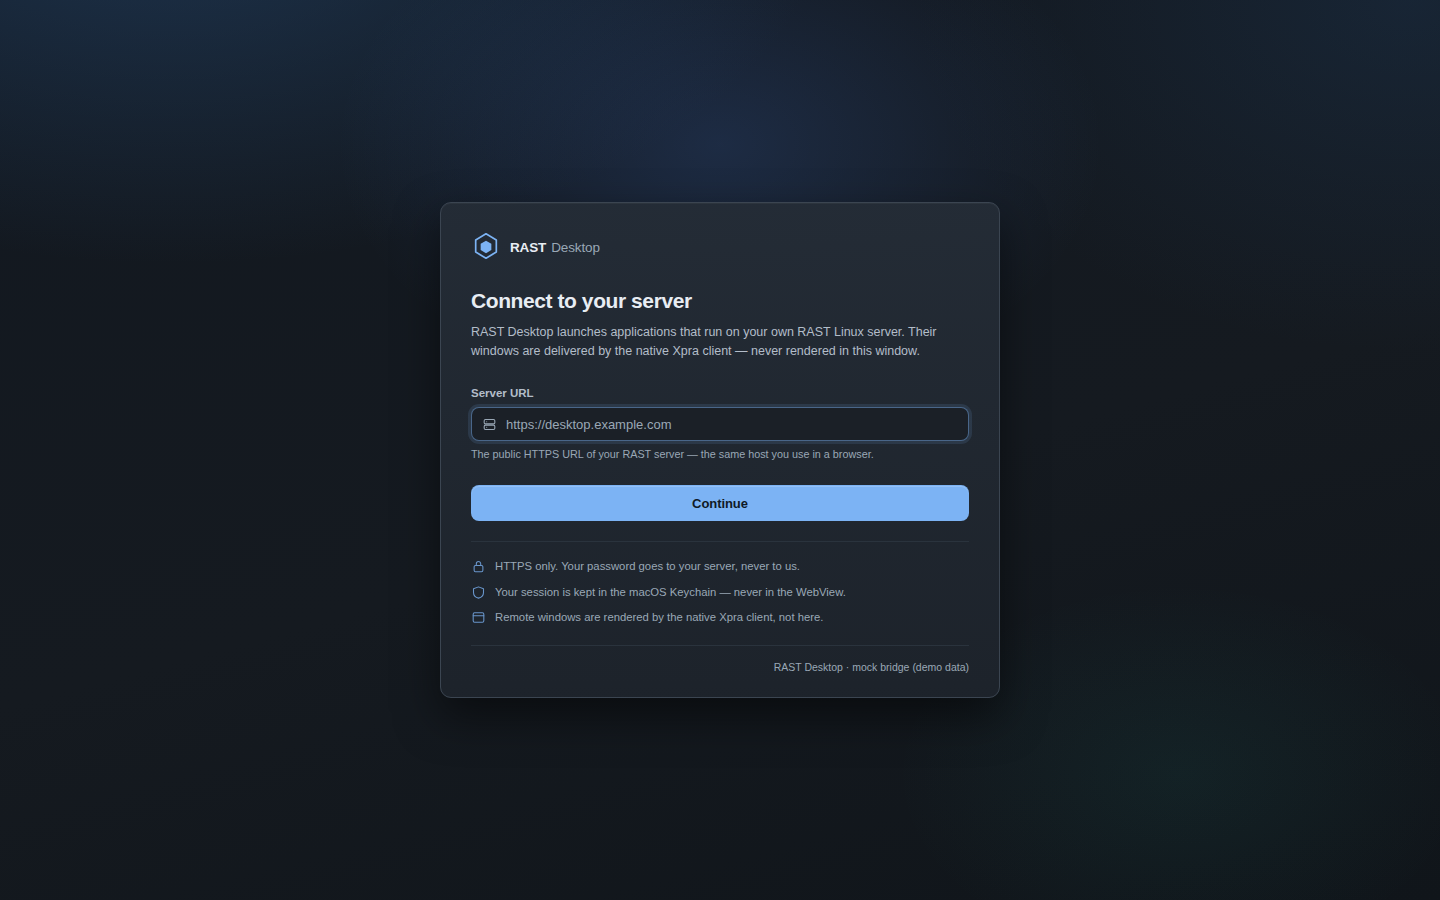 RAST Desktop
Connect to your server
RAST Desktop launches applications that run on your own RAST Linux server. Their
windows are delivered by the native Xpra client — never rendered in this window.
Server URL
https://desktop.example.com
The public HTTPS URL of your RAST server — the same host you use in a browser.
Continue
HTTPS only. Your password goes to your server, never to us.
Your session is kept in the macOS Keychain — never in the WebView.
Remote windows are rendered by the native Xpra client, not here.
RAST Desktop · mock bridge (demo data)